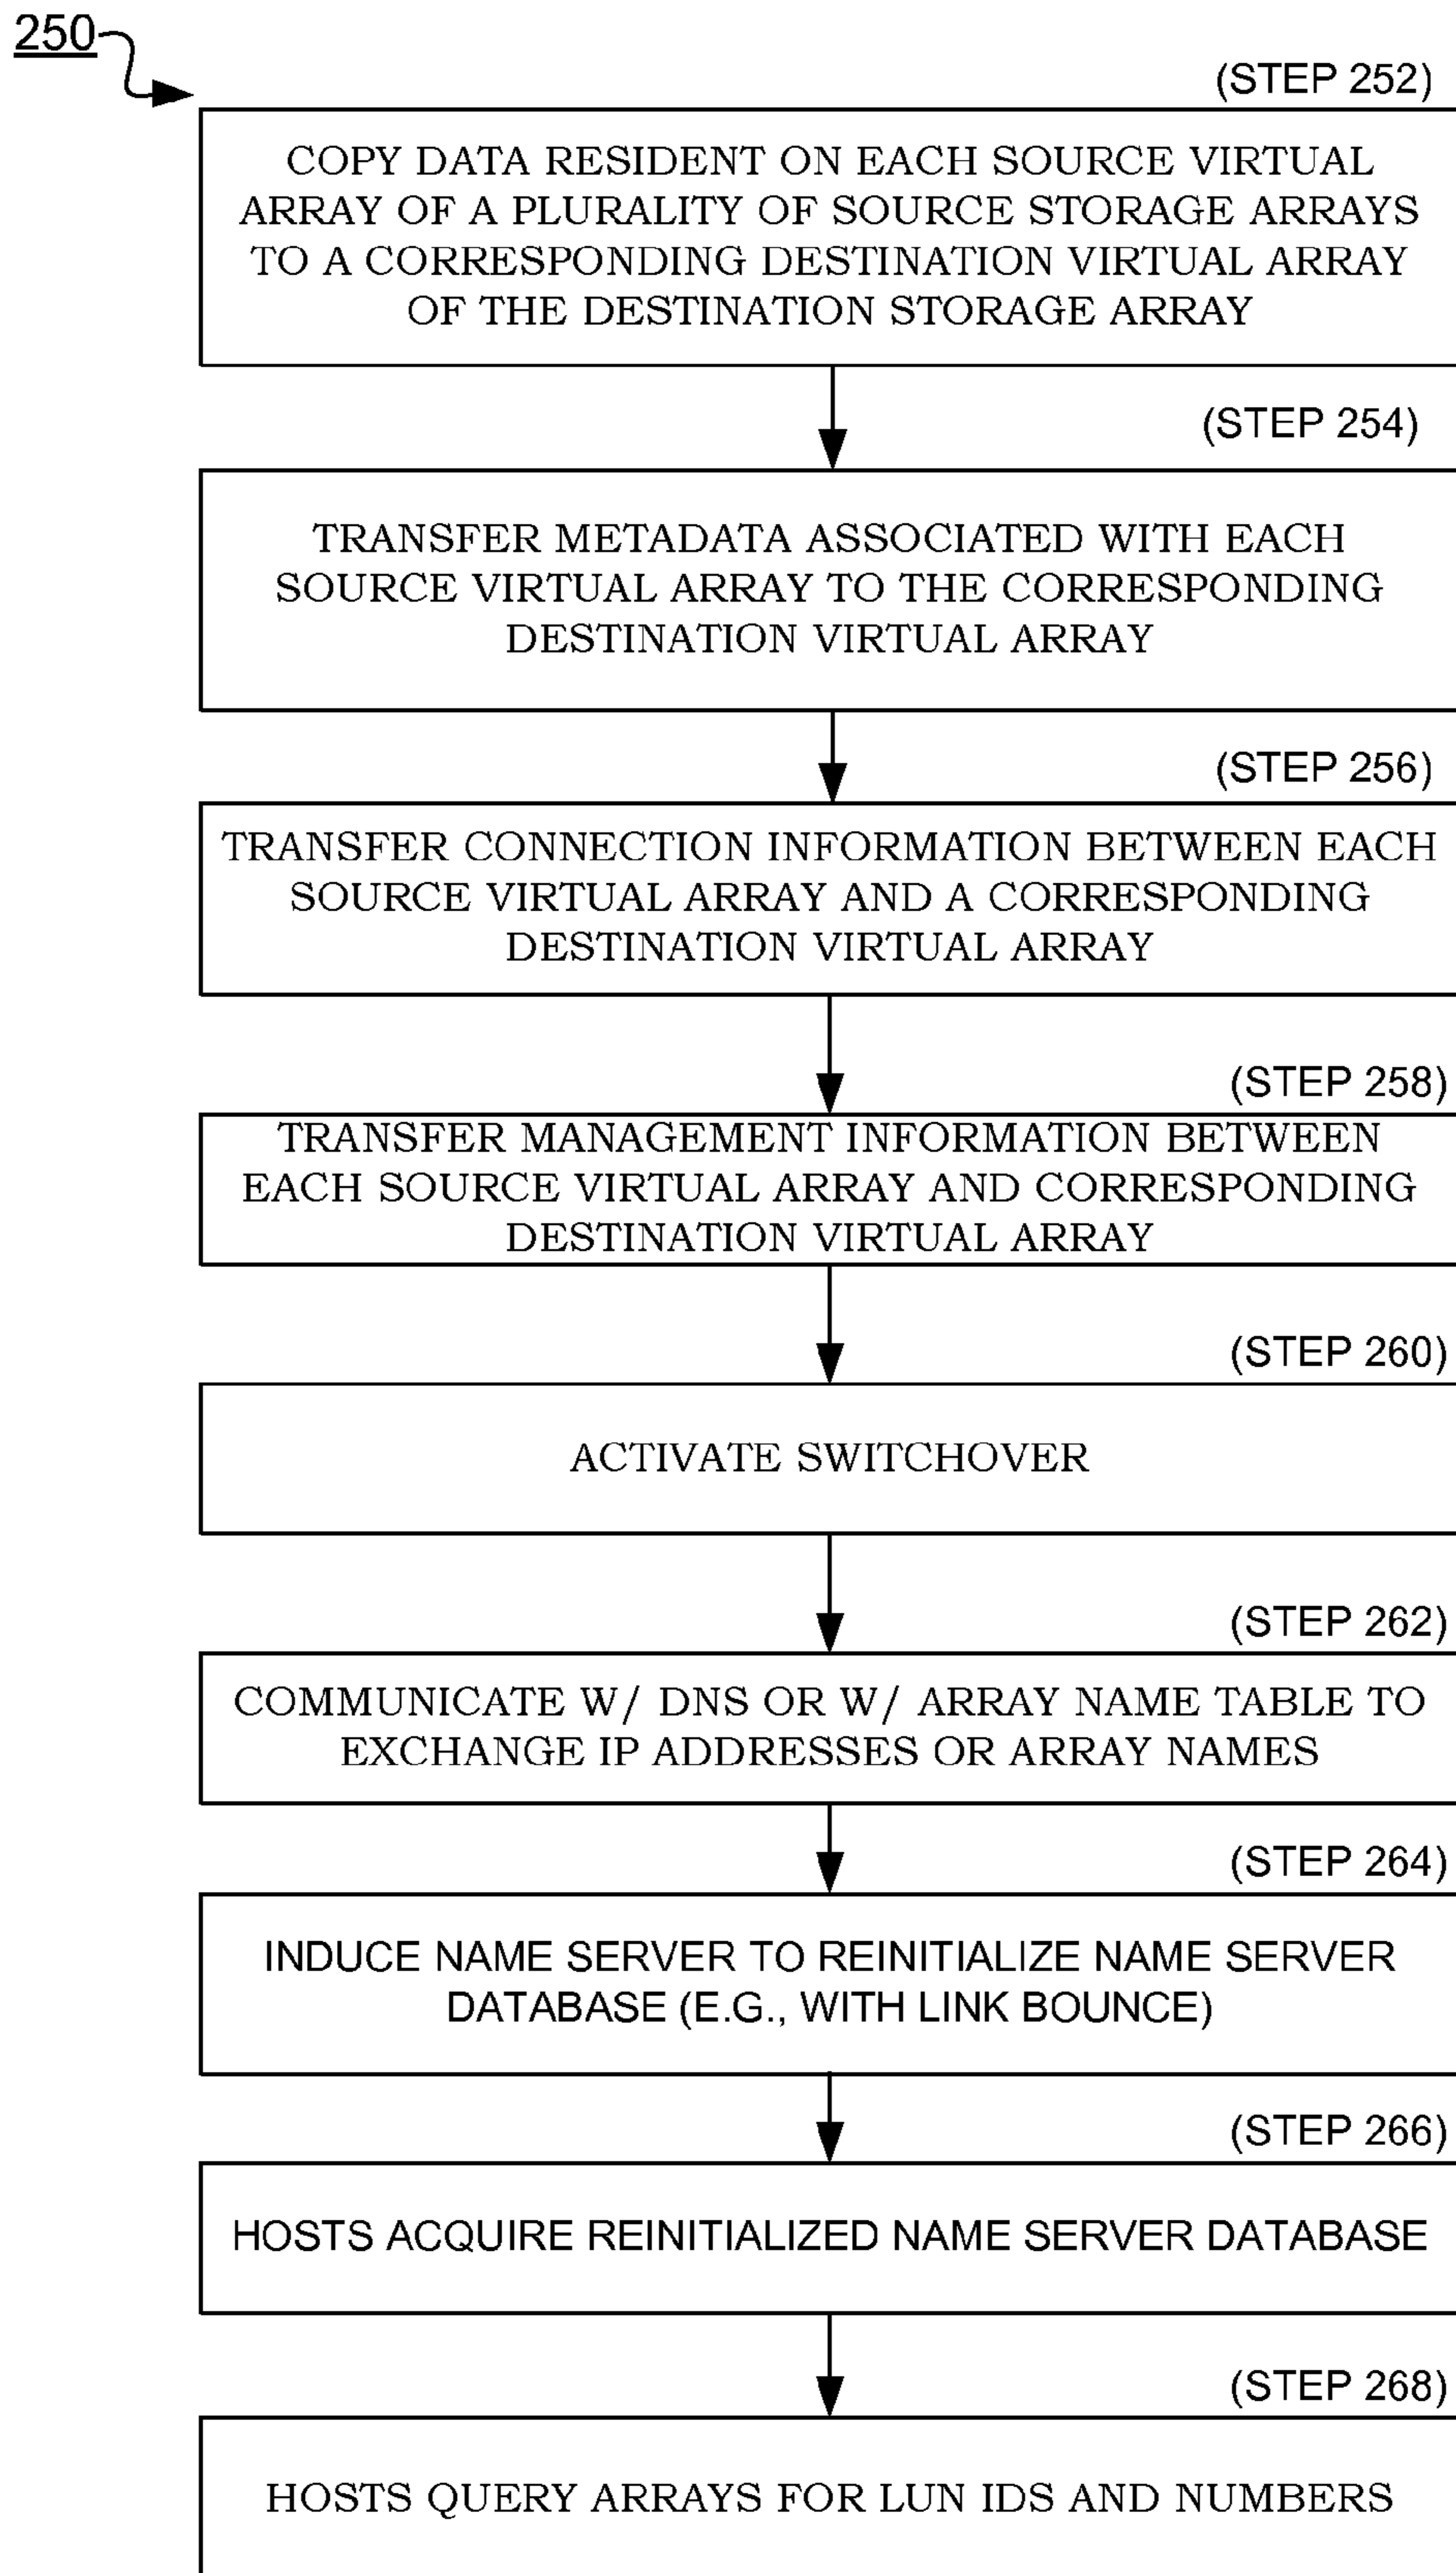 250
(STEP 252)
COPY DATA RESIDENT ON EACH SOURCE VIRTUAL
ARRAY OF A PLURALITY OF SOURCE STORAGE ARRAYS
TO A CORRESPONDING DESTINATION VIRTUAL ARRAY
OF THE DESTINATION STORAGE ARRAY
(STEP 254)
TRANSFER METADATA ASSOCIATED WITH EACH
SOURCE VIRTUAL ARRAY TO THE CORRESPONDING
DESTINATION VIRTUAL ARRAY
(STEP 256)
TRANSFER CONNECTION INFORMATION BETWEEN EACH
SOURCE VIRTUAL ARRAY AND A CORRESPONDING
DESTINATION VIRTUAL ARRAY
(STEP 258)
TRANSFER MANAGEMENT INFORMATION BETWEEN
EACH SOURCE VIRTUAL ARRAY AND CORRESPONDING
DESTINATION VIRTUAL ARRAY
(STEP 260)
ACTIVATE SWITCHOVER
(STEP 262)
COMMUNICATE W/ DNS OR W/ ARRAY NAME TABLE TO
EXCHANGE IP ADDRESSES OR ARRAY NAMES
(STEP 264)
INDUCE NAME SERVER TO REINITIALIZE NAME SERVER
DATABASE (E.G., WITH LINK BOUNCE)
(STEP 266)
HOSTS ACQUIRE REINITIALIZED NAME SERVER DATABASE
(STEP 268)
HOSTS QUERY ARRAYS FOR LUN IDS AND NUMBERS